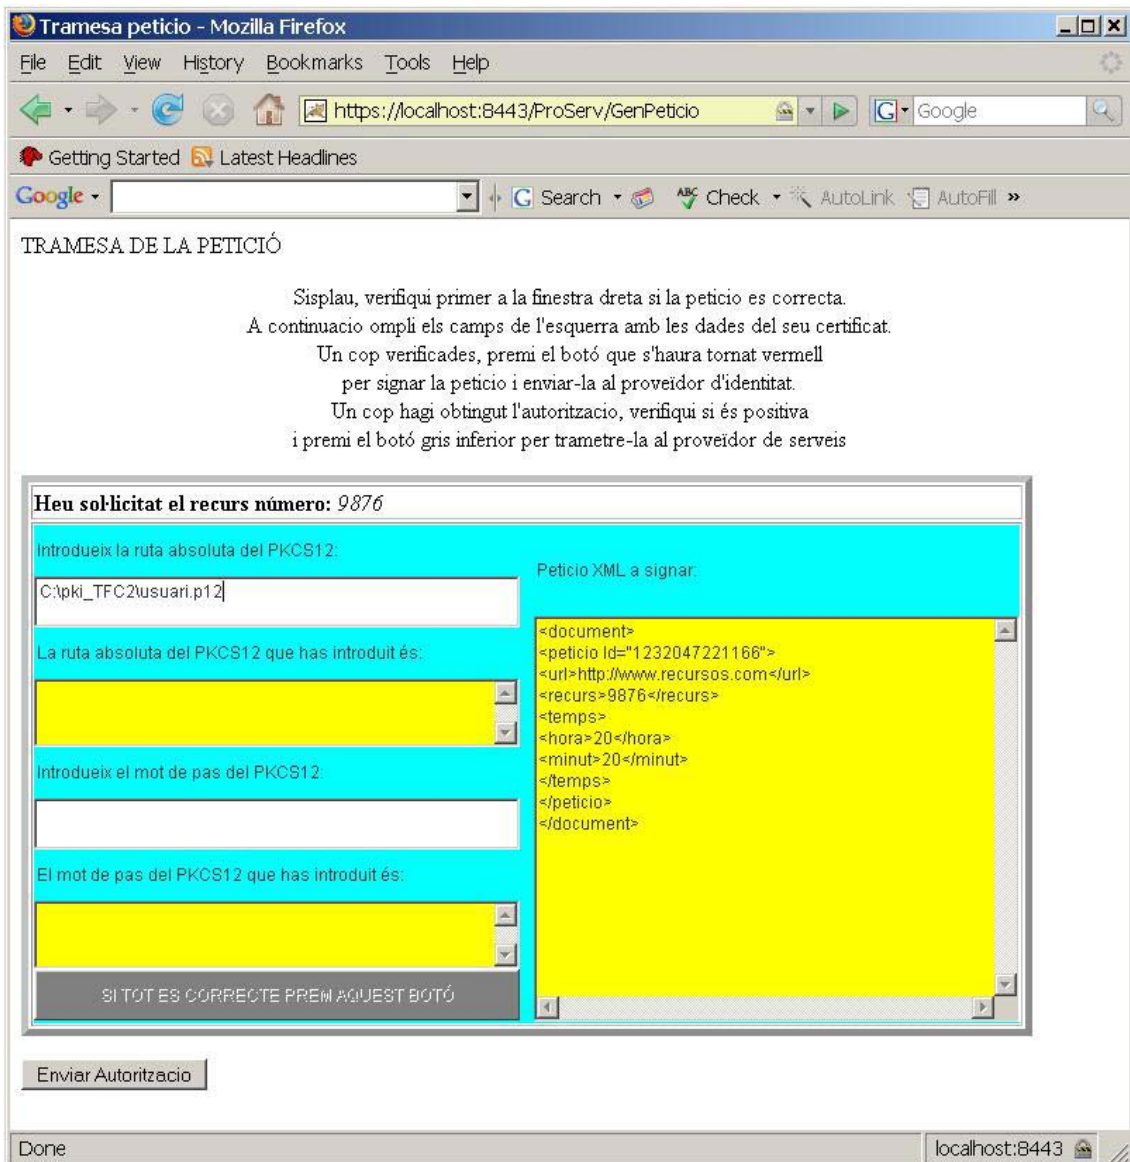 Tramesa peticio - Mozilla Firefox
File Edit View History Bookmarks Tools Help
https://localhost:8443/ProServ/GenPeticio
G Google
Getting Started Latest Headlines
Google G Search ABC Check AutoLink AutoFill »
TRAMESA DE LA PETICIÓ
Sisplau, verifiqui primer a la finestra dreta si la peticio es correcta.
A continuacio ompli els camps de l'esquerra amb les dades del seu certificat.
Un cop verificades, premi el botó que s'haura tornat vermell
per signar la peticio i enviar-la al proveïdor d'identitat.
Un cop hagi obtingut l'autoritzacio, verifiqui si és positiva
i premi el botó gris inferior per trametre-la al proveïdor de serveis
Heu sol·licitat el recurs número: 9876
Introdueix la ruta absoluta del PKCS12:
C:\pki_TFC2\usuari.p12
La ruta absoluta del PKCS12 que has introduit és:
Introdueix el mot de pas del PKCS12:
El mot de pas del PKCS12 que has introduit és:
SI TOT ES CORRECTE PREM AQUEST BOTÓ
Peticio XML a signar:
<document>
<peticio Id="1232047221166">
<url>http://www.recursos.com</url>
<recurs>9876</recurs>
<temps>
<hora>20</hora>
<minut>20</minut>
</temps>
</peticio>
</document>
Enviar Autoritzacio
Done localhost:8443